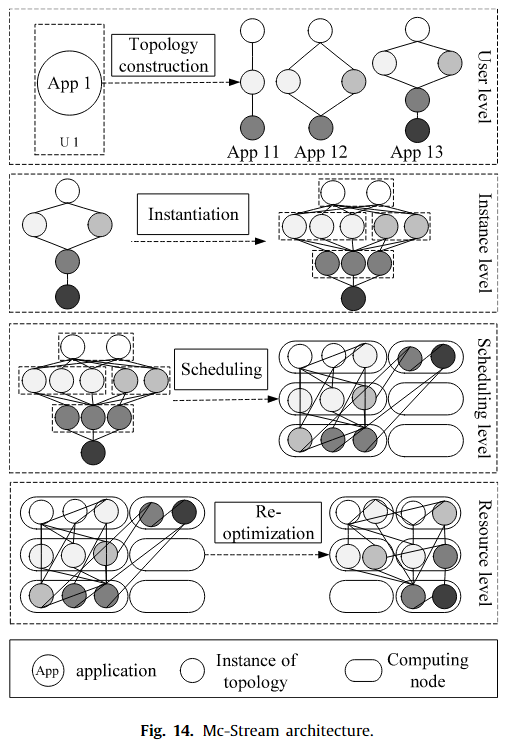 App 1
U 1
Topology
construction
App 11
App 12
App 13
User level
Instantiation
Instance level
Scheduling
Scheduling level
Re-
optimization
Resource level
App
application
Instance of
topology
Computing
node
Fig. 14. Mc-Stream architecture.